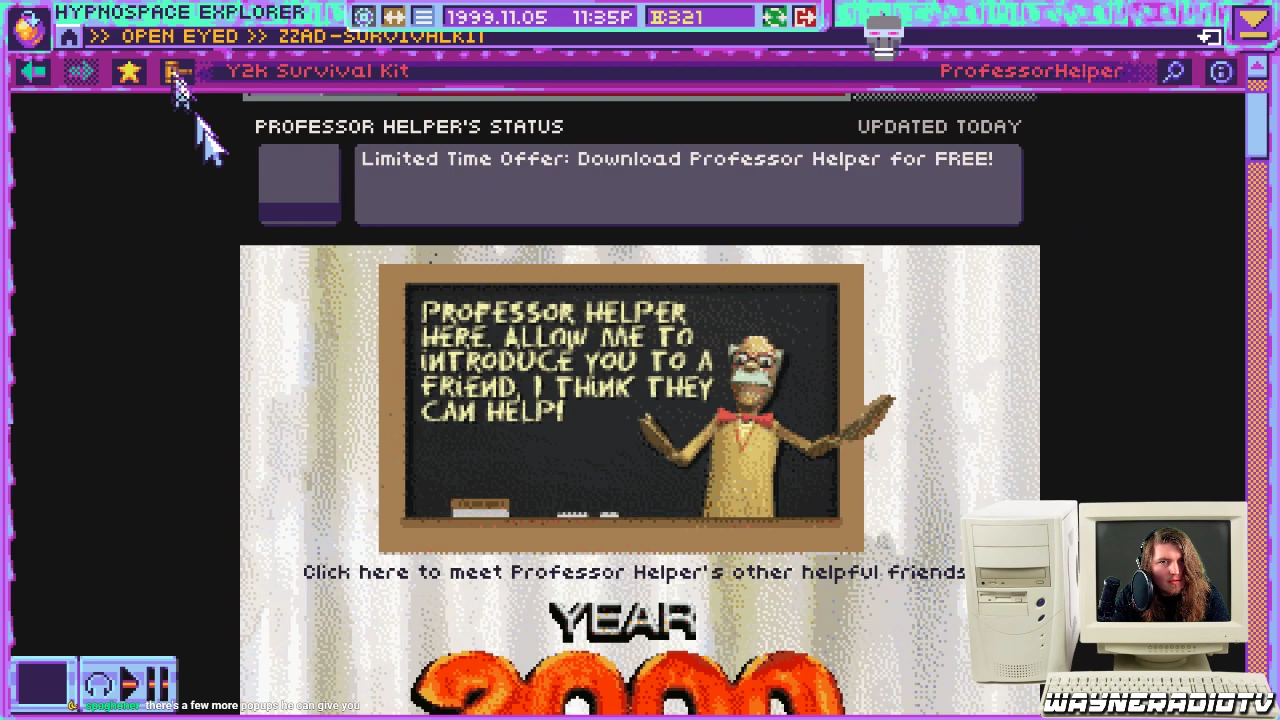 HYPNOSPACE EXPLORER
1999.11.05 11:35P
321
>> OPEN EYED >> ZZAD-SURVIVALKIT
Y2k Survival Kit
ProfessorHelper
PROFESSOR HELPER'S STATUS
UPDATED TODAY
Limited Time Offer: Download Professor Helper for FREE!
PROFESSOR HELPER
HERE. ALLOW ME TO
INTRODUCE YOU TO A
FRIEND, I THINK THEY
CAN HELP!
Click here to meet Professor Helper's other helpful friends
YEAR
2000
there's a few more popups he can give you
WAYNERADIOTV